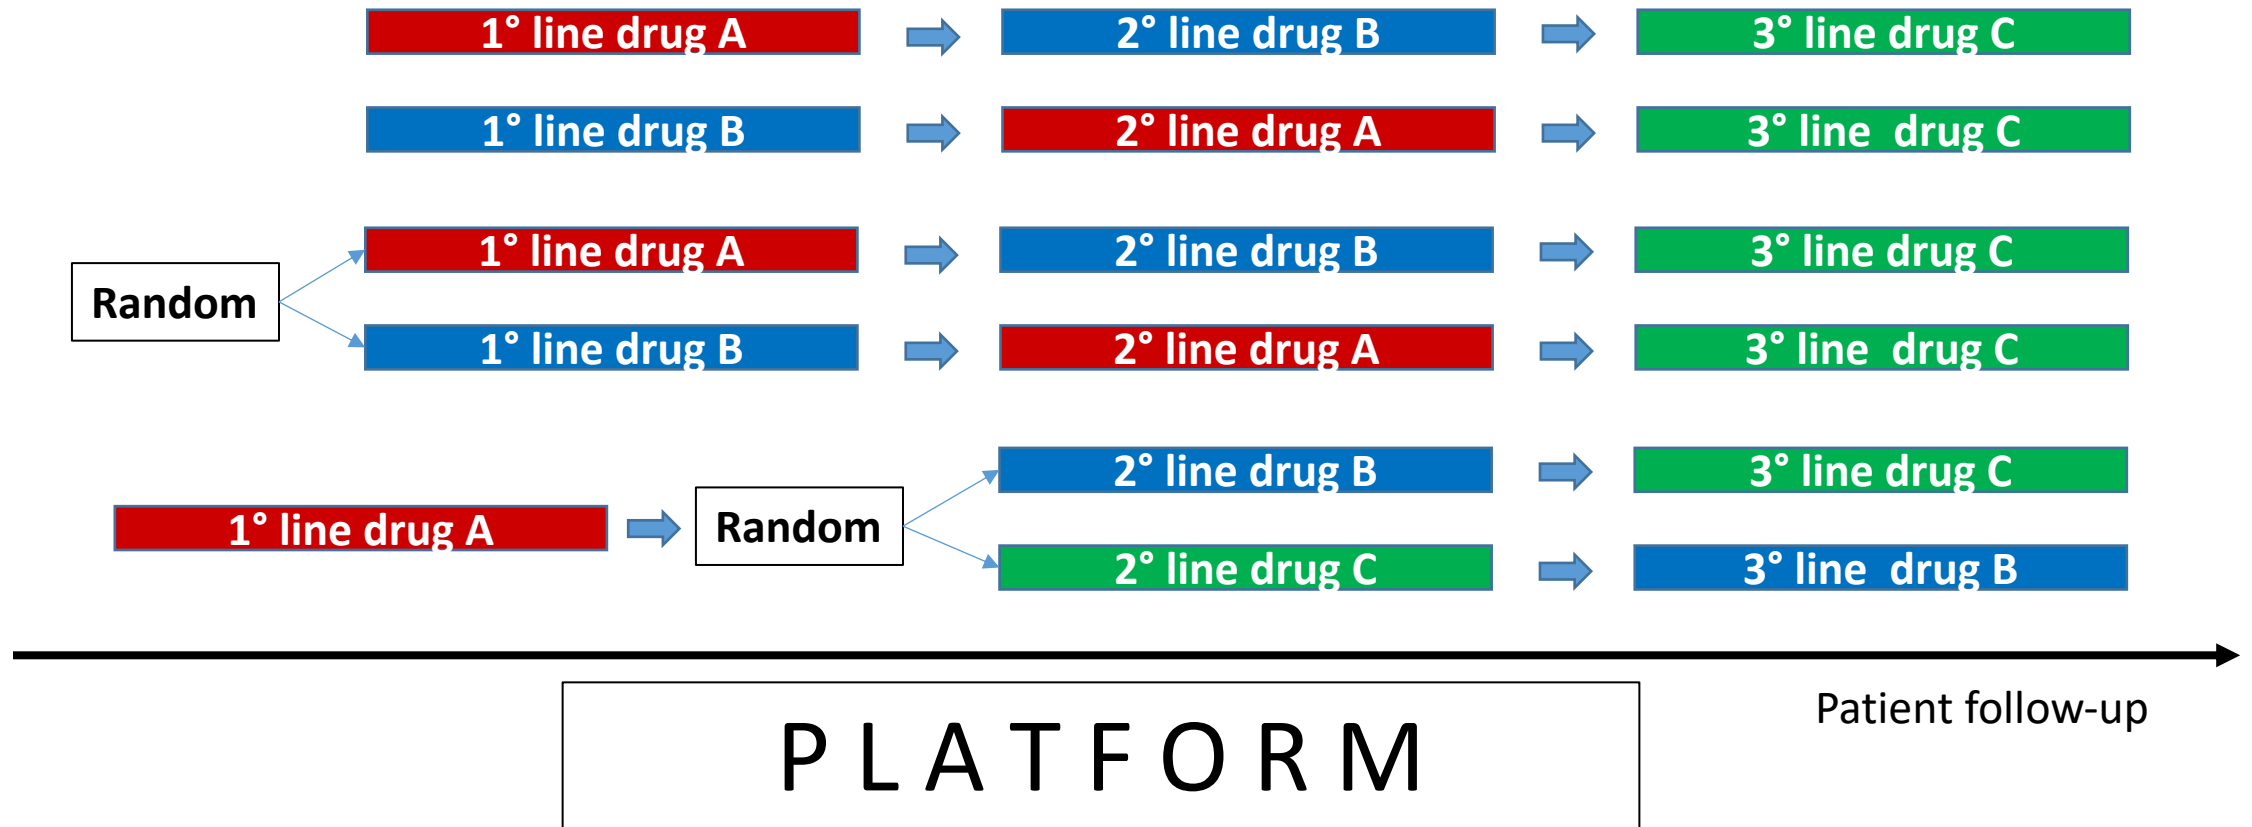 1° line drug A
2° line drug B
3° line drug C
1° line drug B
2° line drug A
3° line  drug C
Random
1° line drug A
2° line drug B
3° line drug C
1° line drug B
2° line drug A
3° line  drug C
1° line drug A
Random
2° line drug B
3° line drug C
2° line drug C
3° line  drug B
Patient follow-up
P L A T F O R M